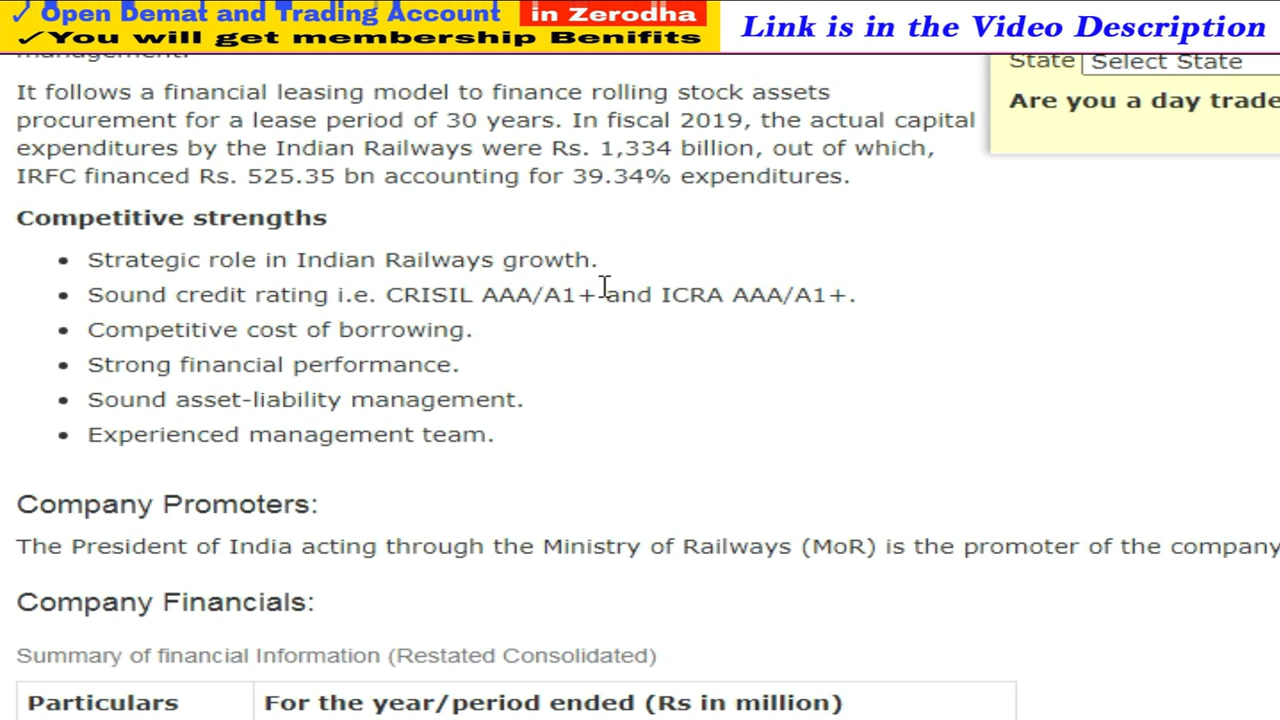 ✓ Open Demat and Trading Account in Zerodha
✓You will get membership Benifits
Link is in the Video Description
management.
State Select State
Are you a day trade
It follows a financial leasing model to finance rolling stock assets
procurement for a lease period of 30 years. In fiscal 2019, the actual capital
expenditures by the Indian Railways were Rs. 1,334 billion, out of which,
IRFC financed Rs. 525.35 bn accounting for 39.34% expenditures.
Competitive strengths
• Strategic role in Indian Railways growth.
• Sound credit rating i.e. CRISIL AAA/A1+ and ICRA AAA/A1+.
• Competitive cost of borrowing.
• Strong financial performance.
• Sound asset-liability management.
• Experienced management team.
Company Promoters:
The President of India acting through the Ministry of Railways (MoR) is the promoter of the company
Company Financials:
Summary of financial Information (Restated Consolidated)
Particulars For the year/period ended (Rs in million)